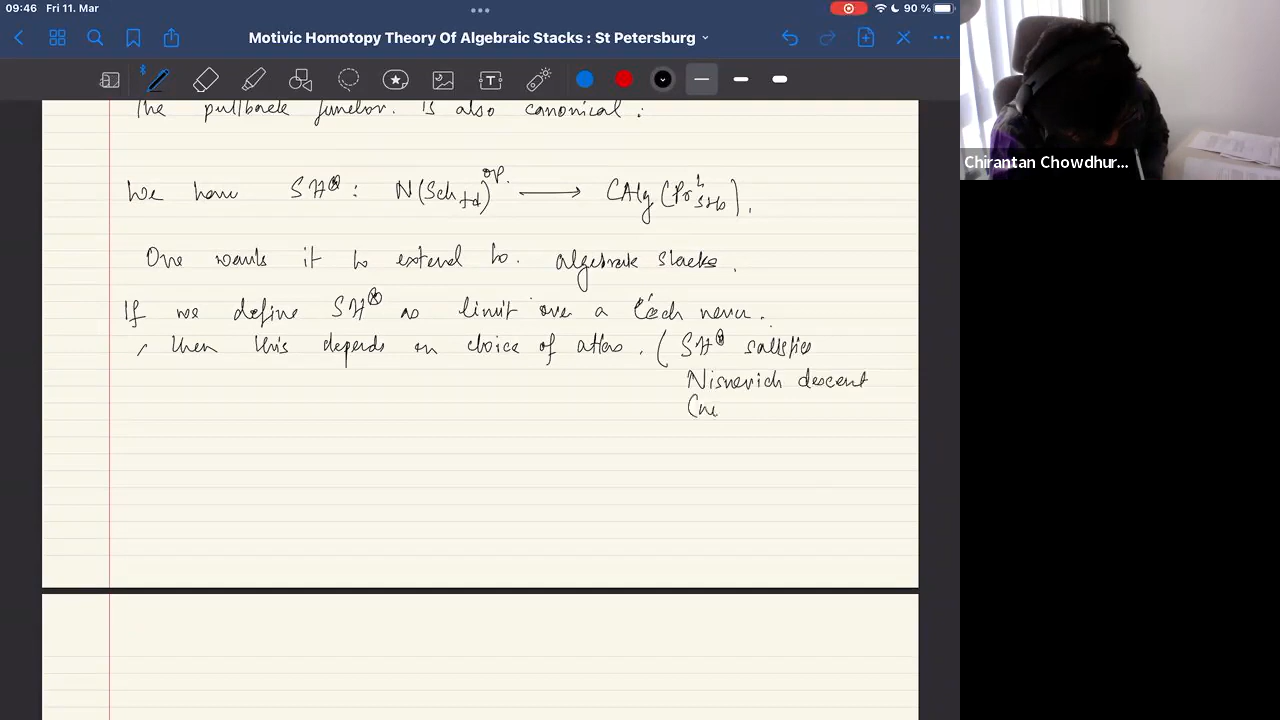 09:46 Fri 11. Mar
90 %
Motivic Homotopy Theory Of Algebraic Stacks : St Petersburg
Chirantan Chowdhur...
The pullback functor. is also canonical :
We have SH^⊗ : N(Sch_fd)^op. ⟶ CAlg(Pr^L_stb).
One wants it to extend to. algebraic stacks.
If we define SH^⊗ as limit over a Čech nerve.
, then this depends on choice of atlas. ( SH^⊗ satisfies
Nisnevich descent